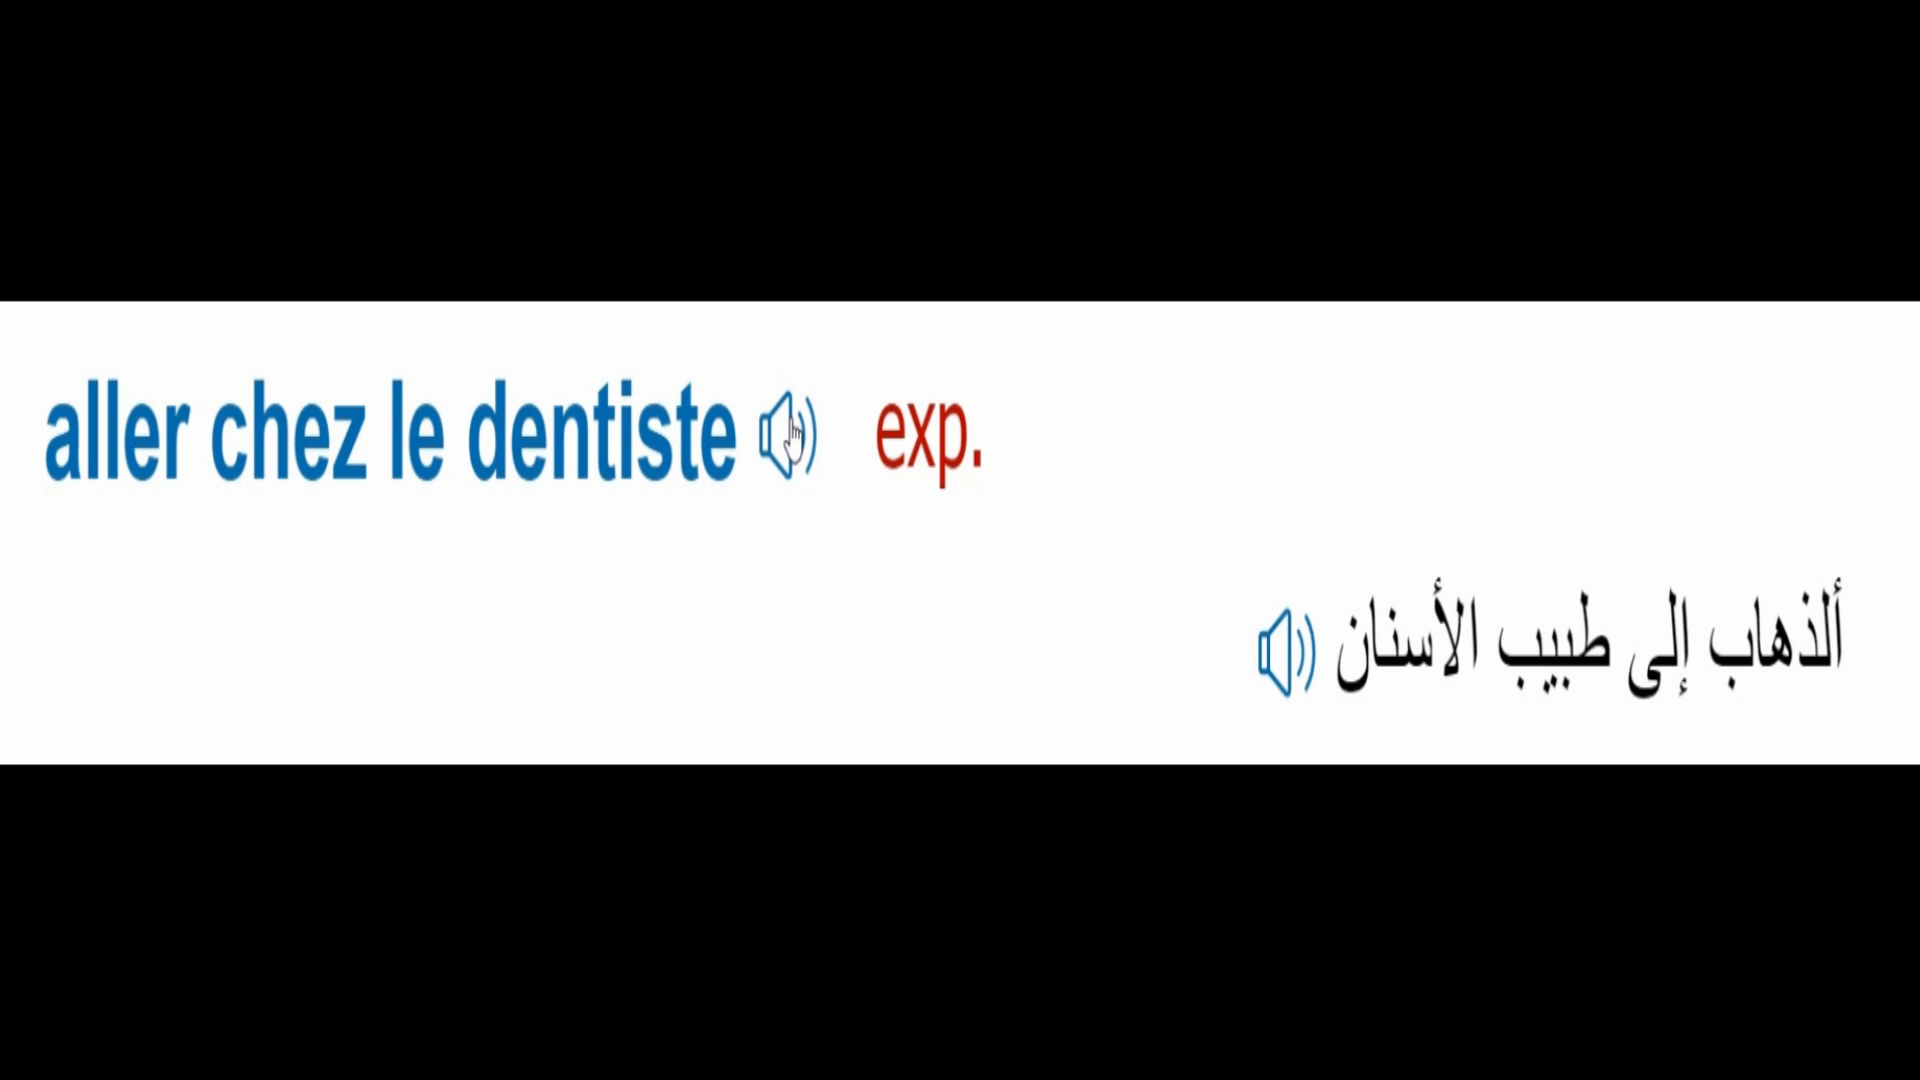 aller chez le dentiste exp.
ألذهاب إلى طبيب الأسنان